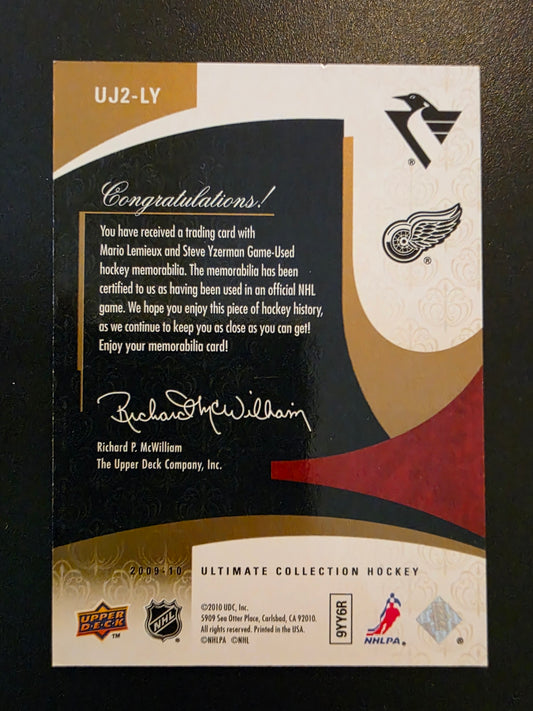 UJ2-LY
®
®
Congratulations!
You have received a trading card with
Mario Lemieux and Steve Yzerman Game-Used
hockey memorabilia. The memorabilia has been
certified to us as having been used in an official NHL
game. We hope you enjoy this piece of hockey history,
as we continue to keep you as close as you can get!
Enjoy your memorabilia card!
Richard McWilliam
Richard P. McWilliam
The Upper Deck Company, Inc.
2009-10 ULTIMATE COLLECTION HOCKEY
UPPER
DECK
TM
NHL
©2010 UDC, Inc.
5909 Sea Otter Place, Carlsbad, CA 92010.
All rights reserved. Printed in the USA.
©NHLPA ©NHL
9YY6R
NHLPA.
®